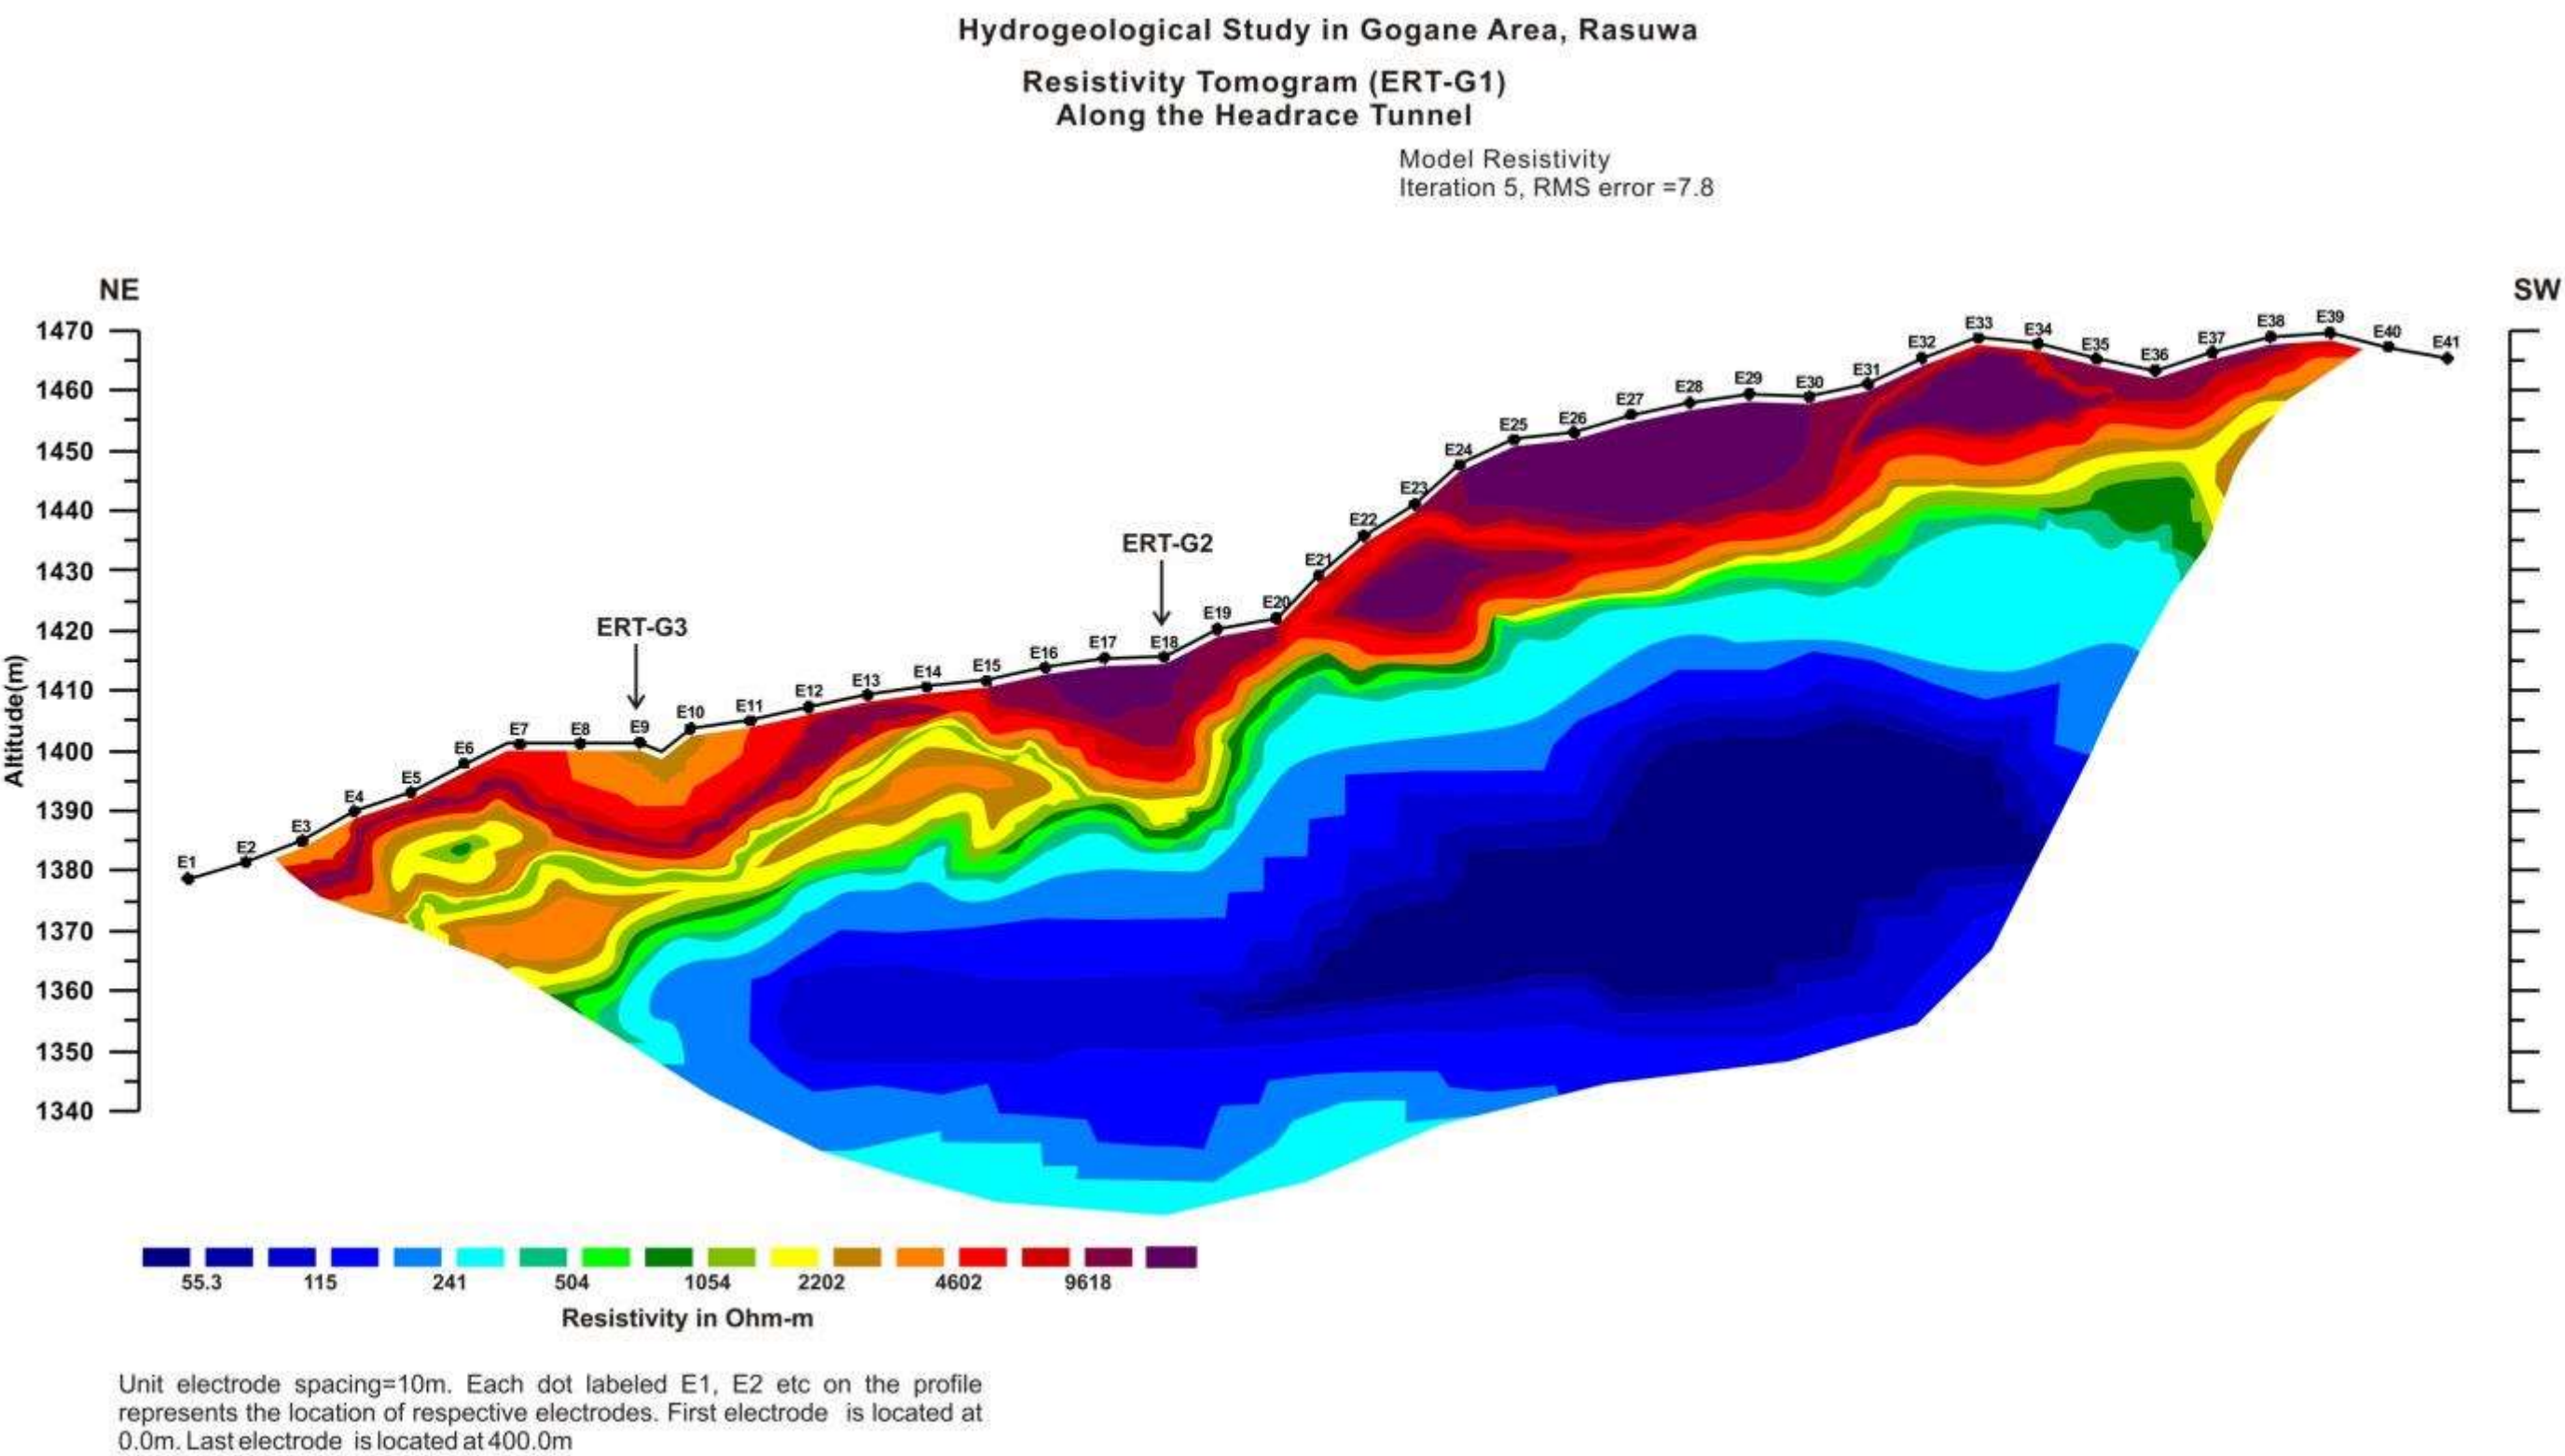 Hydrogeological Study in Gogane Area, Rasuwa
Resistivity Tomogram (ERT-G1)
Along the Headrace Tunnel
Model Resistivity
Iteration 5, RMS error =7.8
NE
SW
1470
1460
1450
1440
1430
1420
1410
1400
1390
1380
1370
1360
1350
1340
Altitude(m)
ERT-G3
ERT-G2
E1
E2
E3
E4
E5
E6
E7
E8
E9
E10
E11
E12
E13
E14
E15
E16
E17
E18
E19
E20
E21
E22
E23
E24
E25
E26
E27
E28
E29
E30
E31
E32
E33
E34
E35
E36
E37
E38
E39
E40
E41
55.3 115 241 504 1054 2202 4602 9618
Resistivity in Ohm-m
Unit electrode spacing=10m. Each dot labeled E1, E2 etc on the profile
represents the location of respective electrodes. First electrode is located at
0.0m. Last electrode is located at 400.0m